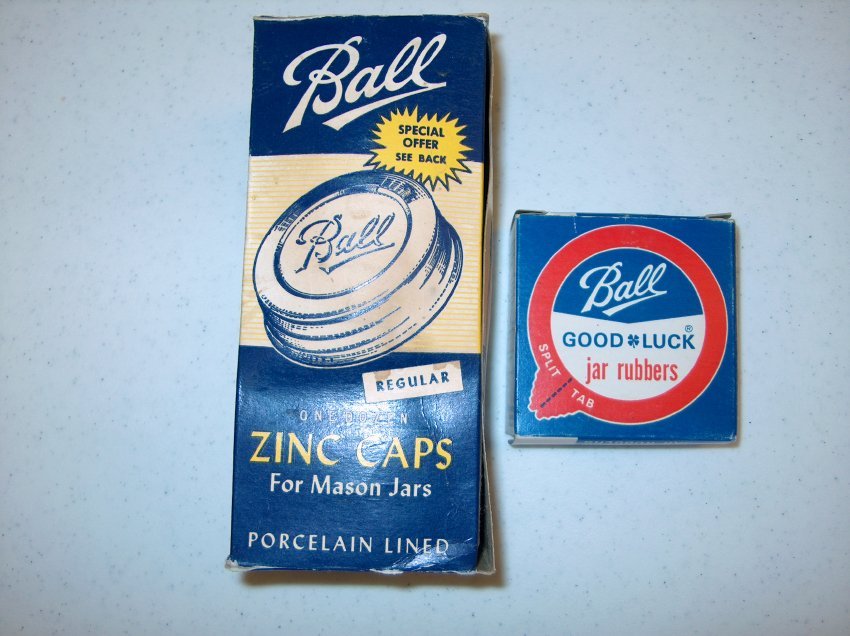 Ball
SPECIAL
OFFER
SEE BACK
Ball
REGULAR
ONE DOZEN
ZINC CAPS
For Mason Jars
PORCELAIN LINED
Ball
GOOD LUCK®
jar rubbers
SPLIT TAB